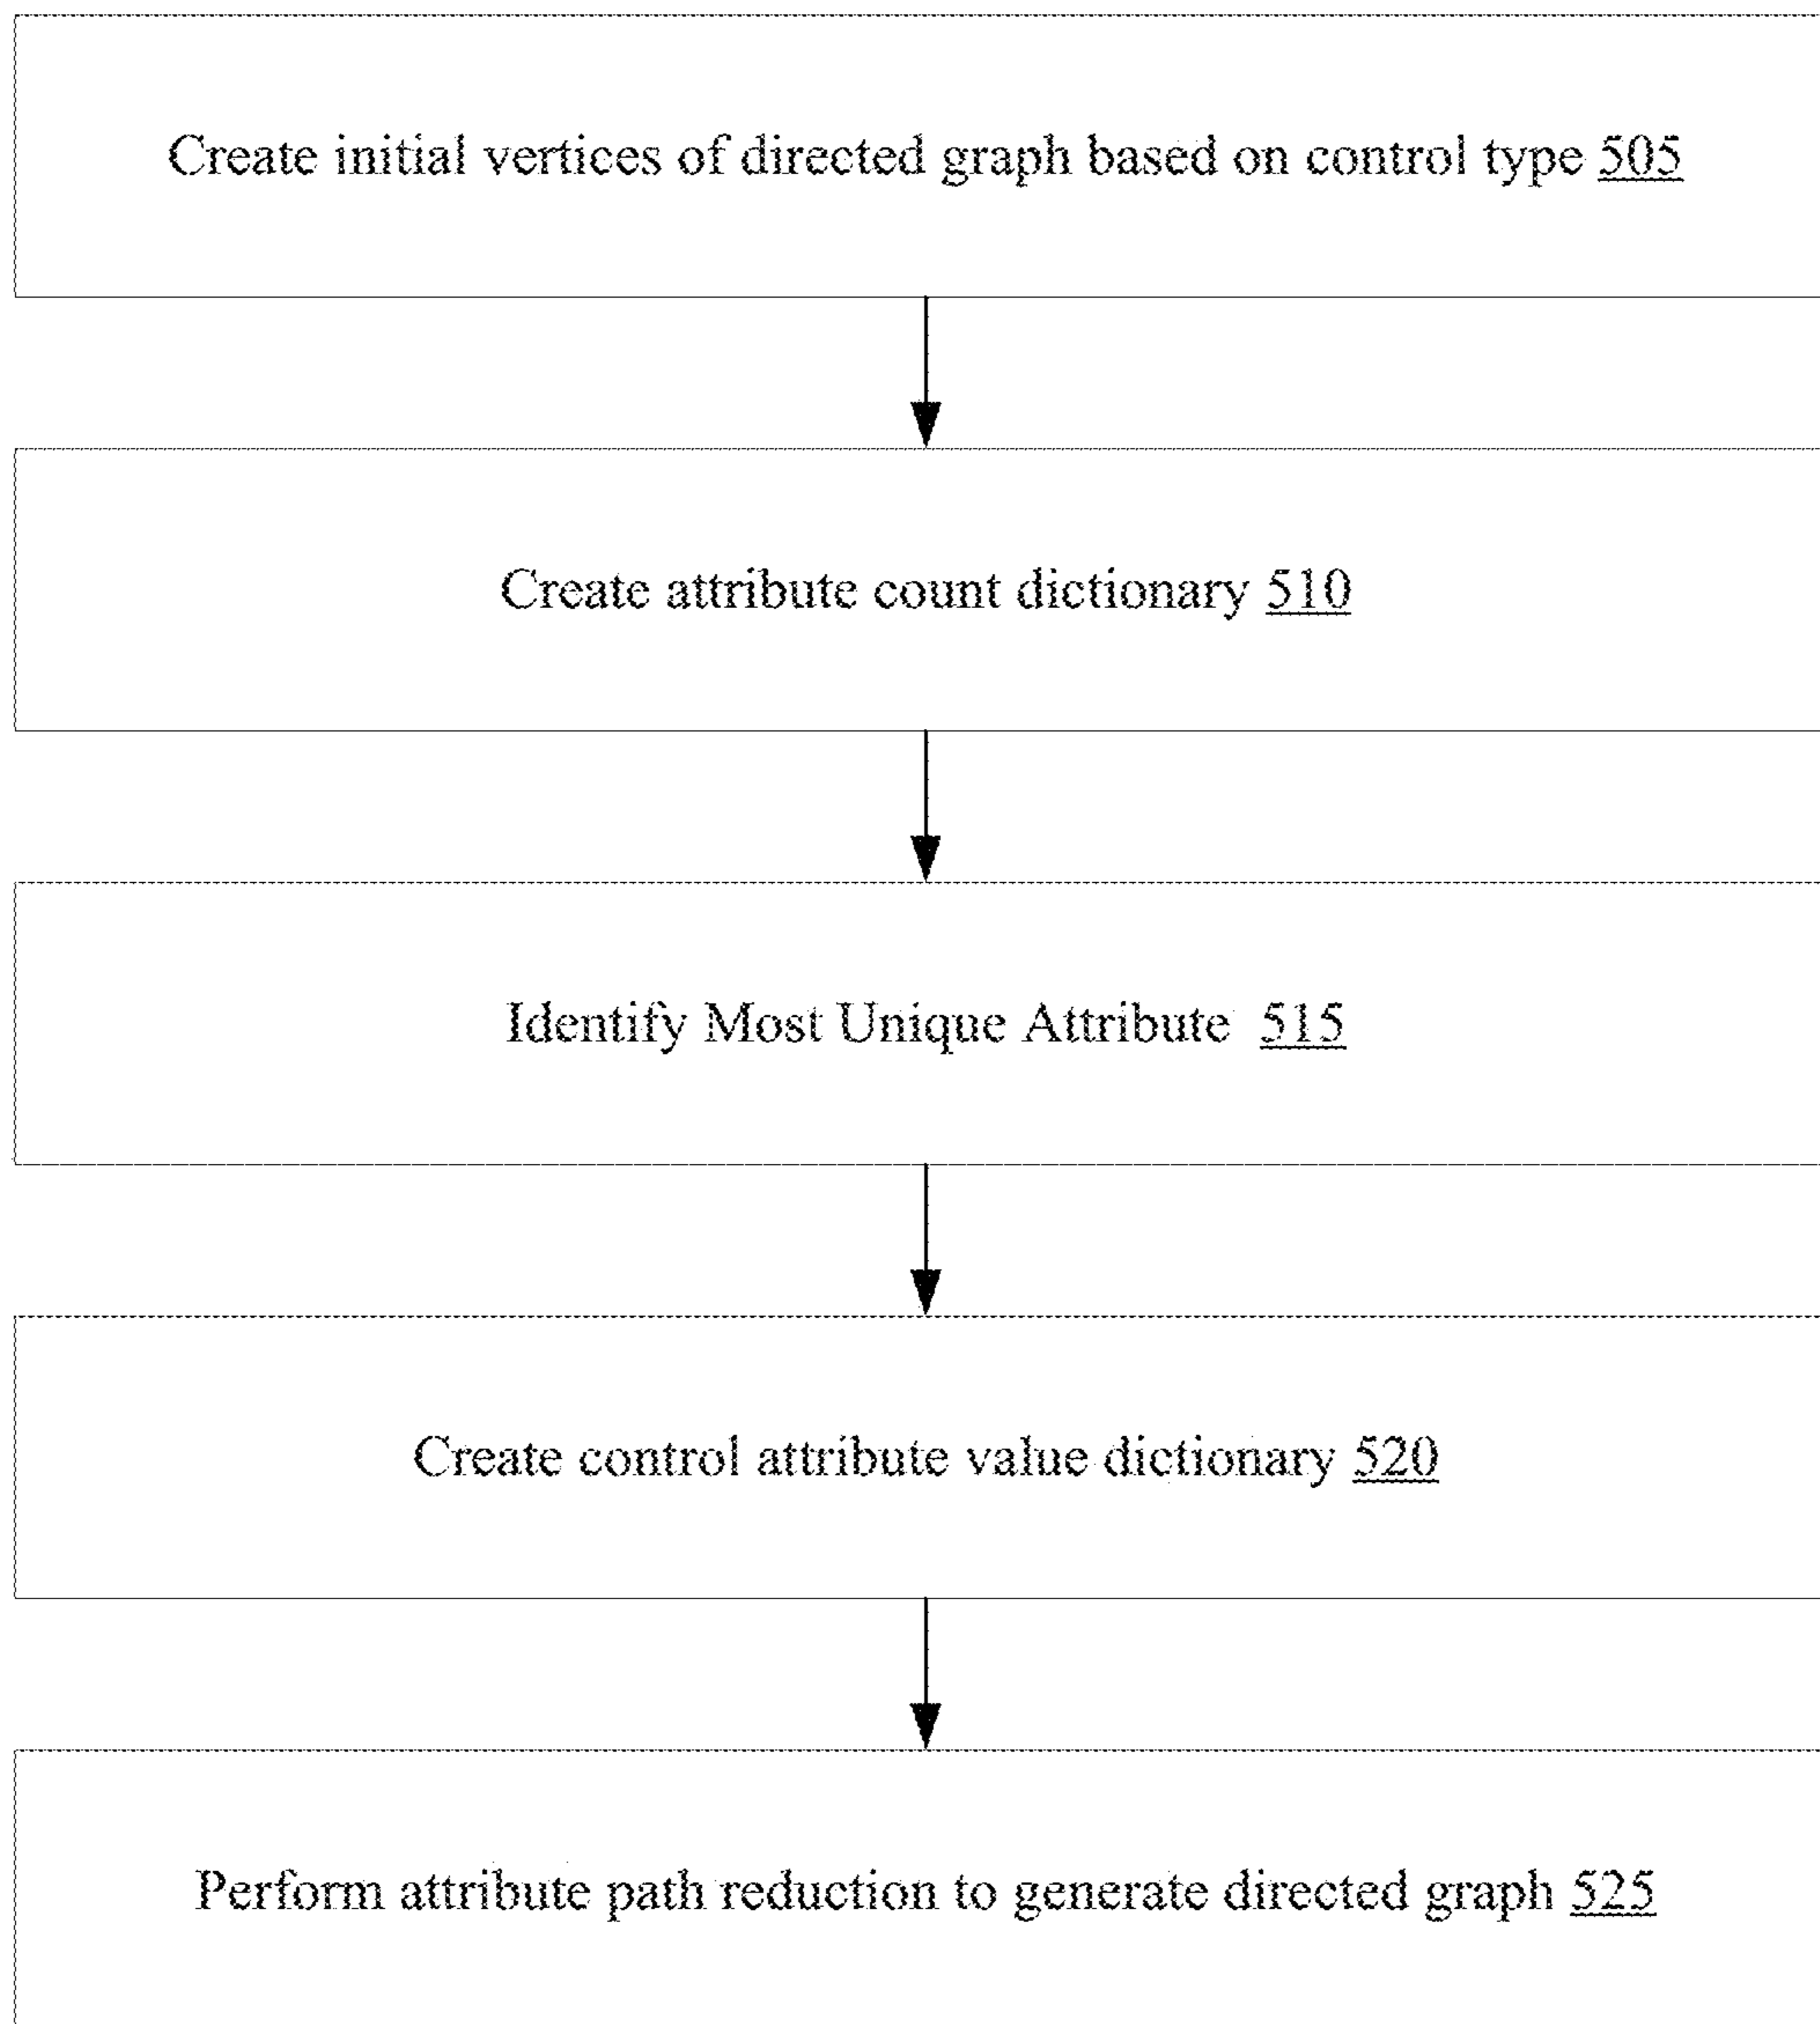 Create initial vertices of directed graph based on control type 505
Create attribute count dictionary 510
Identify Most Unique Attribute 515
Create control attribute value dictionary 520
Perform attribute path reduction to generate directed graph 525